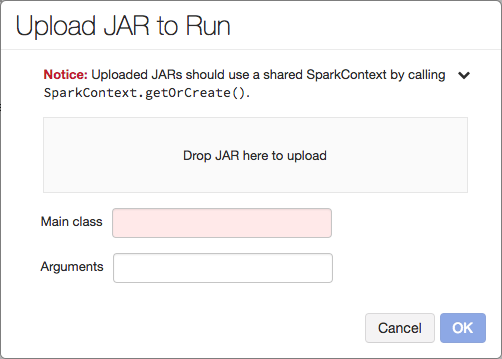 Upload JAR to Run
Notice: Uploaded JARs should use a shared SparkContext by calling
SparkContext.getOrCreate().
Drop JAR here to upload
Main class
Arguments
Cancel OK